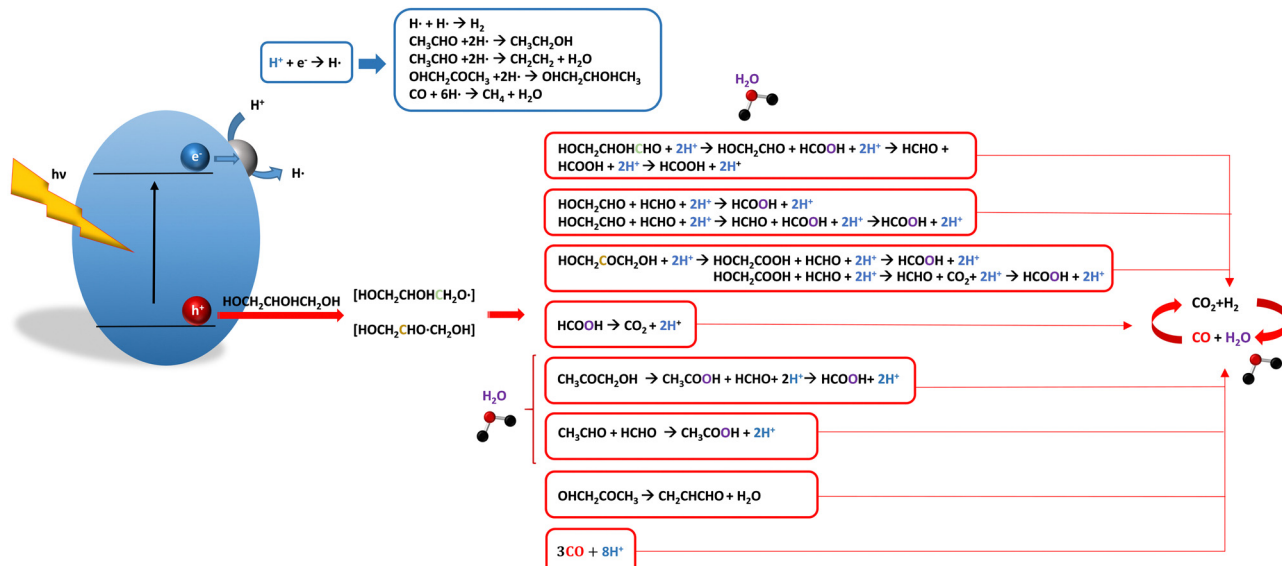 H· + H· → H₂
CH₃CHO +2H· → CH₃CH₂OH
CH₃CHO +2H· → CH₂CH₂ + H₂O
OHCH₂COCH₃ +2H· → OHCH₂CHOHCH₃
CO + 6H· → CH₄ + H₂O
H⁺ + e⁻ → H·
H₂O
H⁺
e⁻
H·
hν
HOCH₂CHOHCHO + 2H⁺ → HOCH₂CHO + HCOOH + 2H⁺ → HCHO +
HCOOH + 2H⁺ → HCOOH + 2H⁺
HOCH₂CHO + HCHO + 2H⁺ → HCOOH + 2H⁺
HOCH₂CHO + HCHO + 2H⁺ → HCHO + HCOOH + 2H⁺ →HCOOH + 2H⁺
HOCH₂COCH₂OH + 2H⁺ → HOCH₂COOH + HCHO + 2H⁺ → HCOOH + 2H⁺
HOCH₂COOH + HCHO + 2H⁺ → HCHO + CO₂+ 2H⁺ → HCOOH + 2H⁺
h⁺
HOCH₂CHOHCH₂OH
[HOCH₂CHOHCH₂O·]
[HOCH₂CHO·CH₂OH]
HCOOH → CO₂ + 2H⁺
CO₂+H₂
CO + H₂O
H₂O
CH₃COCH₂OH → CH₃COOH + HCHO+ 2H⁺→ HCOOH+ 2H⁺
CH₃CHO + HCHO → CH₃COOH + 2H⁺
OHCH₂COCH₃→ CH₂CHCHO + H₂O
3CO + 8H⁺